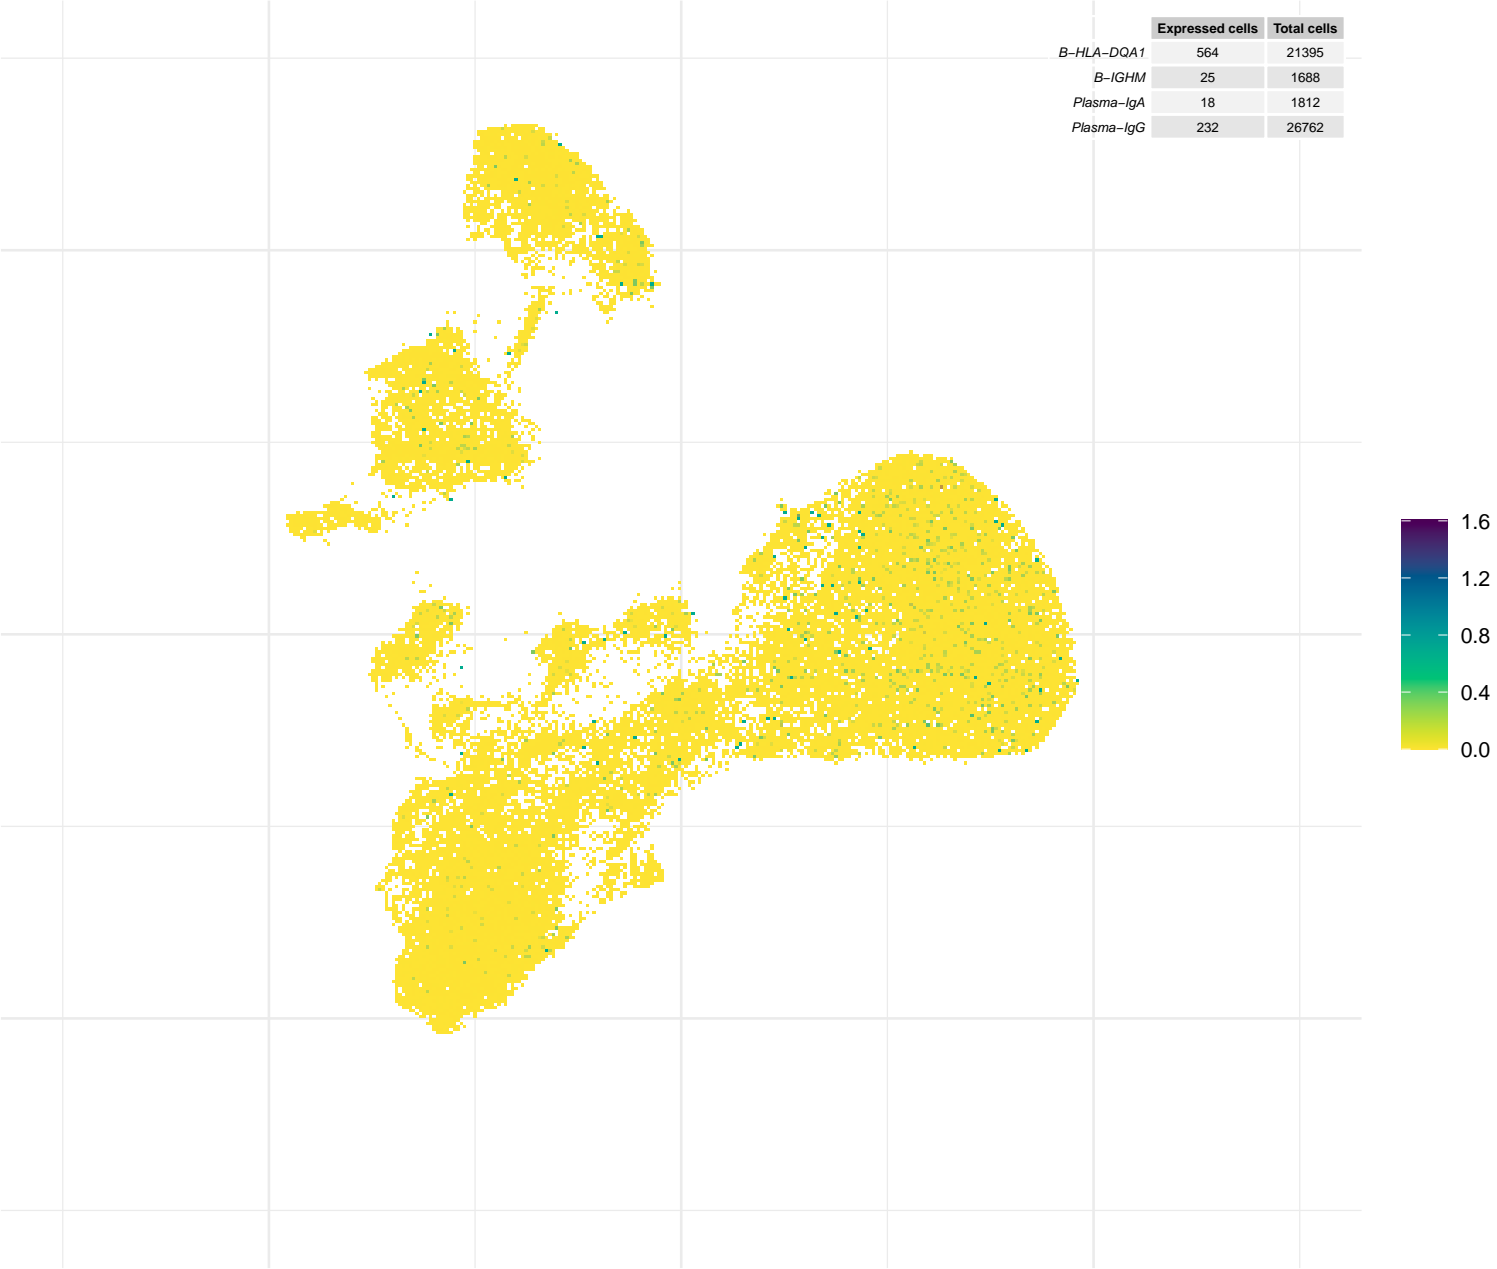 Expressed cells Total cells
B−HLA−DQA1 564 21395
B−IGHM 25 1688
Plasma−IgA 18 1812
Plasma−IgG 232 26762
1.6
1.2
0.8
0.4
0.0